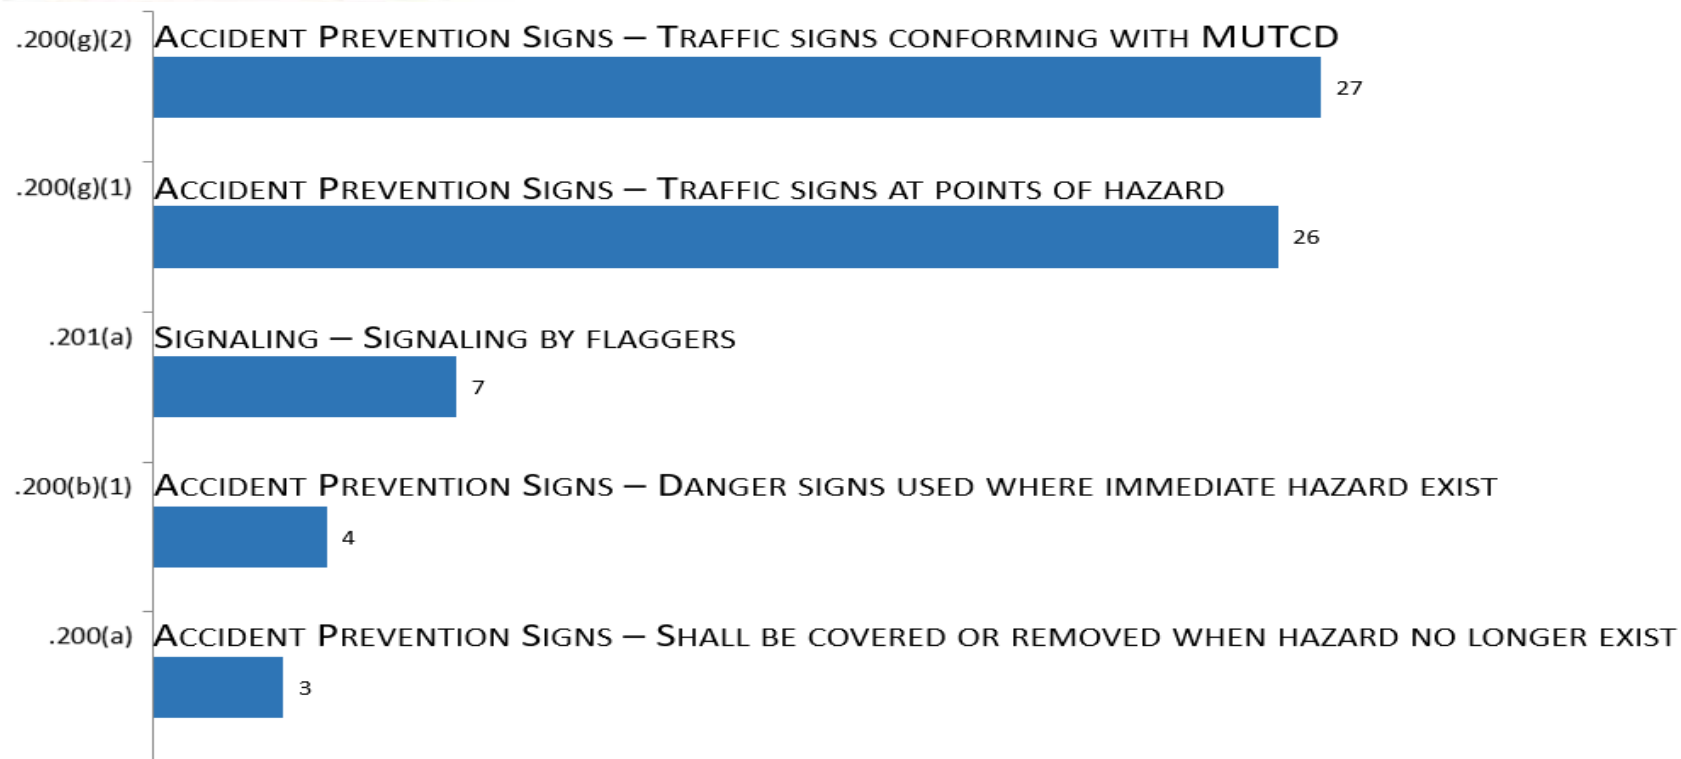 .200(g)(2) Accident Prevention Signs – Traffic signs conforming with MUTCD
27
.200(g)(1) Accident Prevention Signs – Traffic signs at points of hazard
26
.201(a) Signaling – Signaling by flaggers
7
.200(b)(1) Accident Prevention Signs – Danger signs used where immediate hazard exist
4
.200(a) Accident Prevention Signs – Shall be covered or removed when hazard no longer exist
3